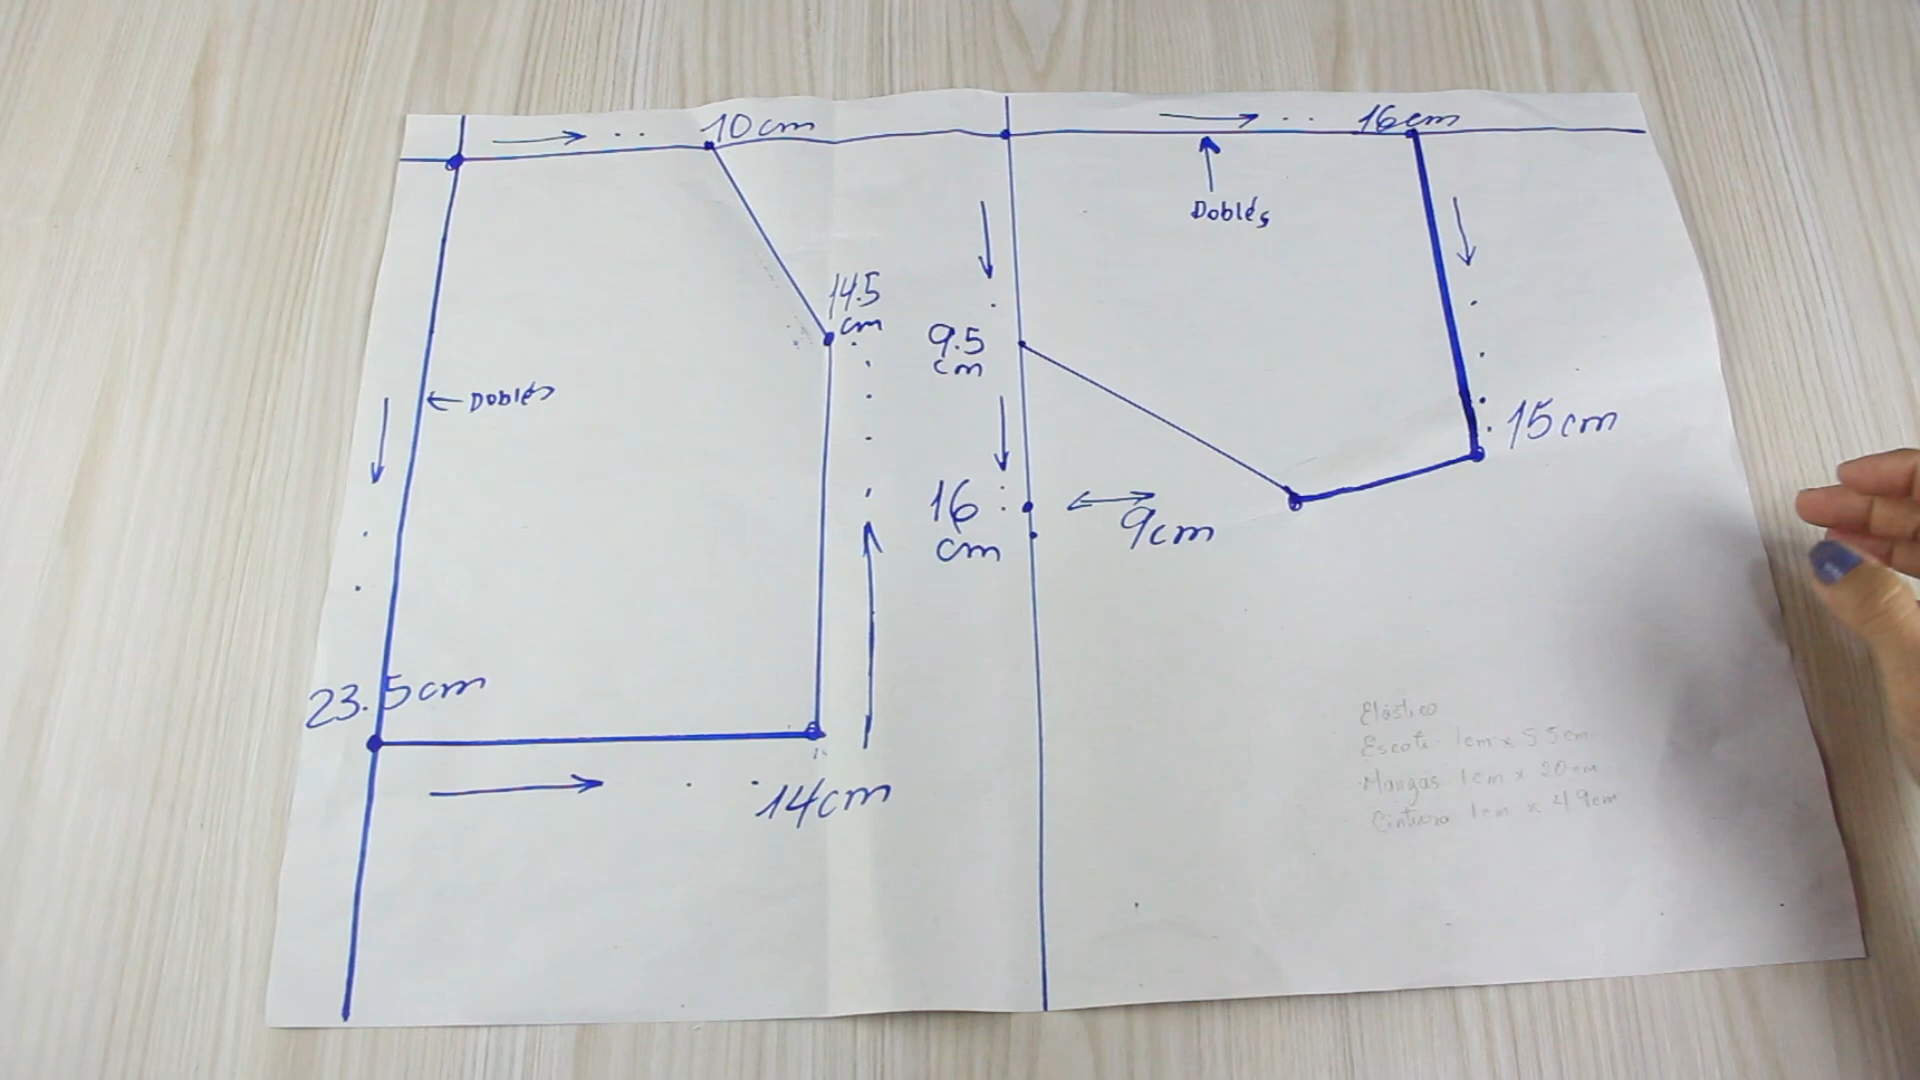 10cm
14.5
cm
Doblés
23.5cm
14cm
16cm
Doblés
9.5
cm
15cm
16
cm
9cm
Elástico
Escote 1cm x 55cm
Mangas 1cm x 20cm
Cintura 1cm x 49cm